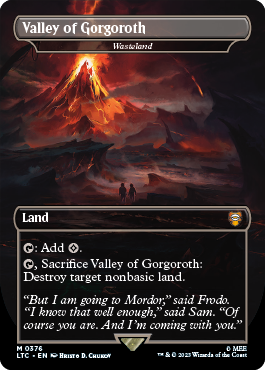 Valley of Gorgoroth
Wasteland
Land
: Add .
, Sacrifice Valley of Gorgoroth:
Destroy target nonbasic land.
“But I am going to Mordor,” said Frodo.
“I know that well enough,” said Sam. “Of
course you are. And I’m coming with you.”
M 0376
LTC • EN Hristo D. Chukov
© MEE
™ & © 2023 Wizards of the Coast